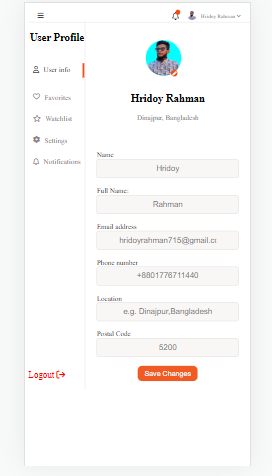 Hridoy Rahman
User Profile
User info
Favorites
Watchlist
Settings
Notifications
Logout
Hridoy Rahman
Dinajpur, Bangladesh
Name
Hridoy
Full Name:
Rahman
Email address
hridoyrahman715@gmail.cc
Phone number
+8801776711440
Location
e.g. Dinajpur,Bangladesh
Postal Code
5200
Save Changes